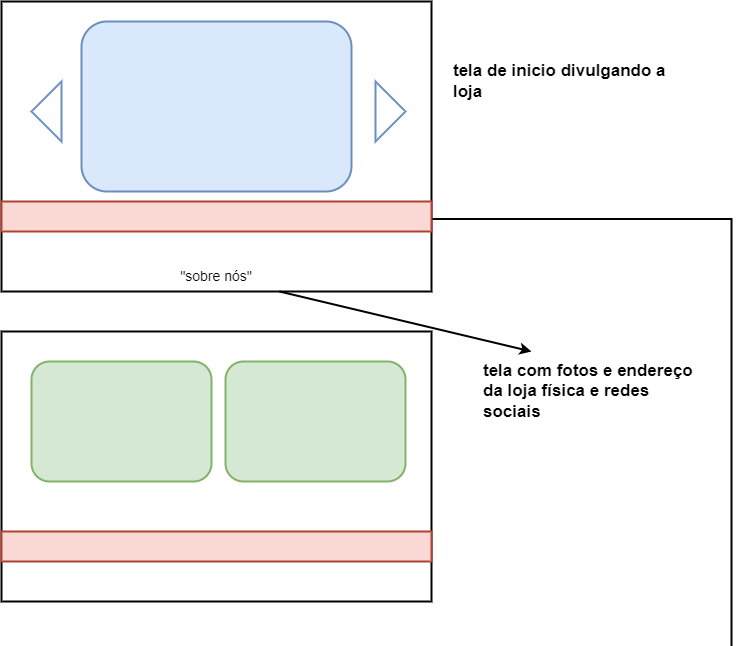 tela de inicio divulgando a
loja
"sobre nós"
tela com fotos e endereço
da loja física e redes
sociais